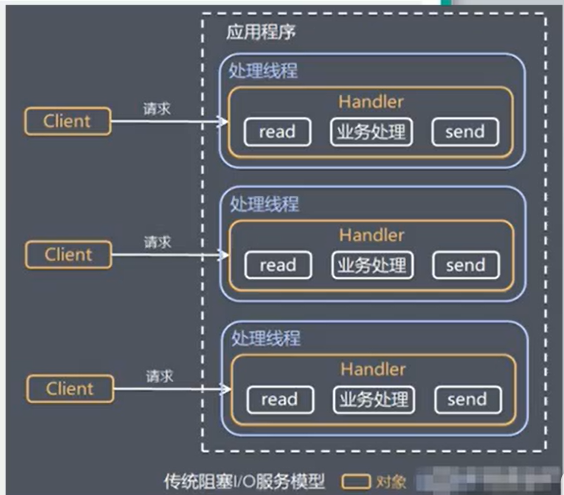 应用程序
处理线程
Handler
Client
请求
read
业务处理
send
处理线程
Handler
Client
请求
read
业务处理
send
处理线程
Handler
Client
请求
read
业务处理
send
传统阻塞I/O服务模型
对象